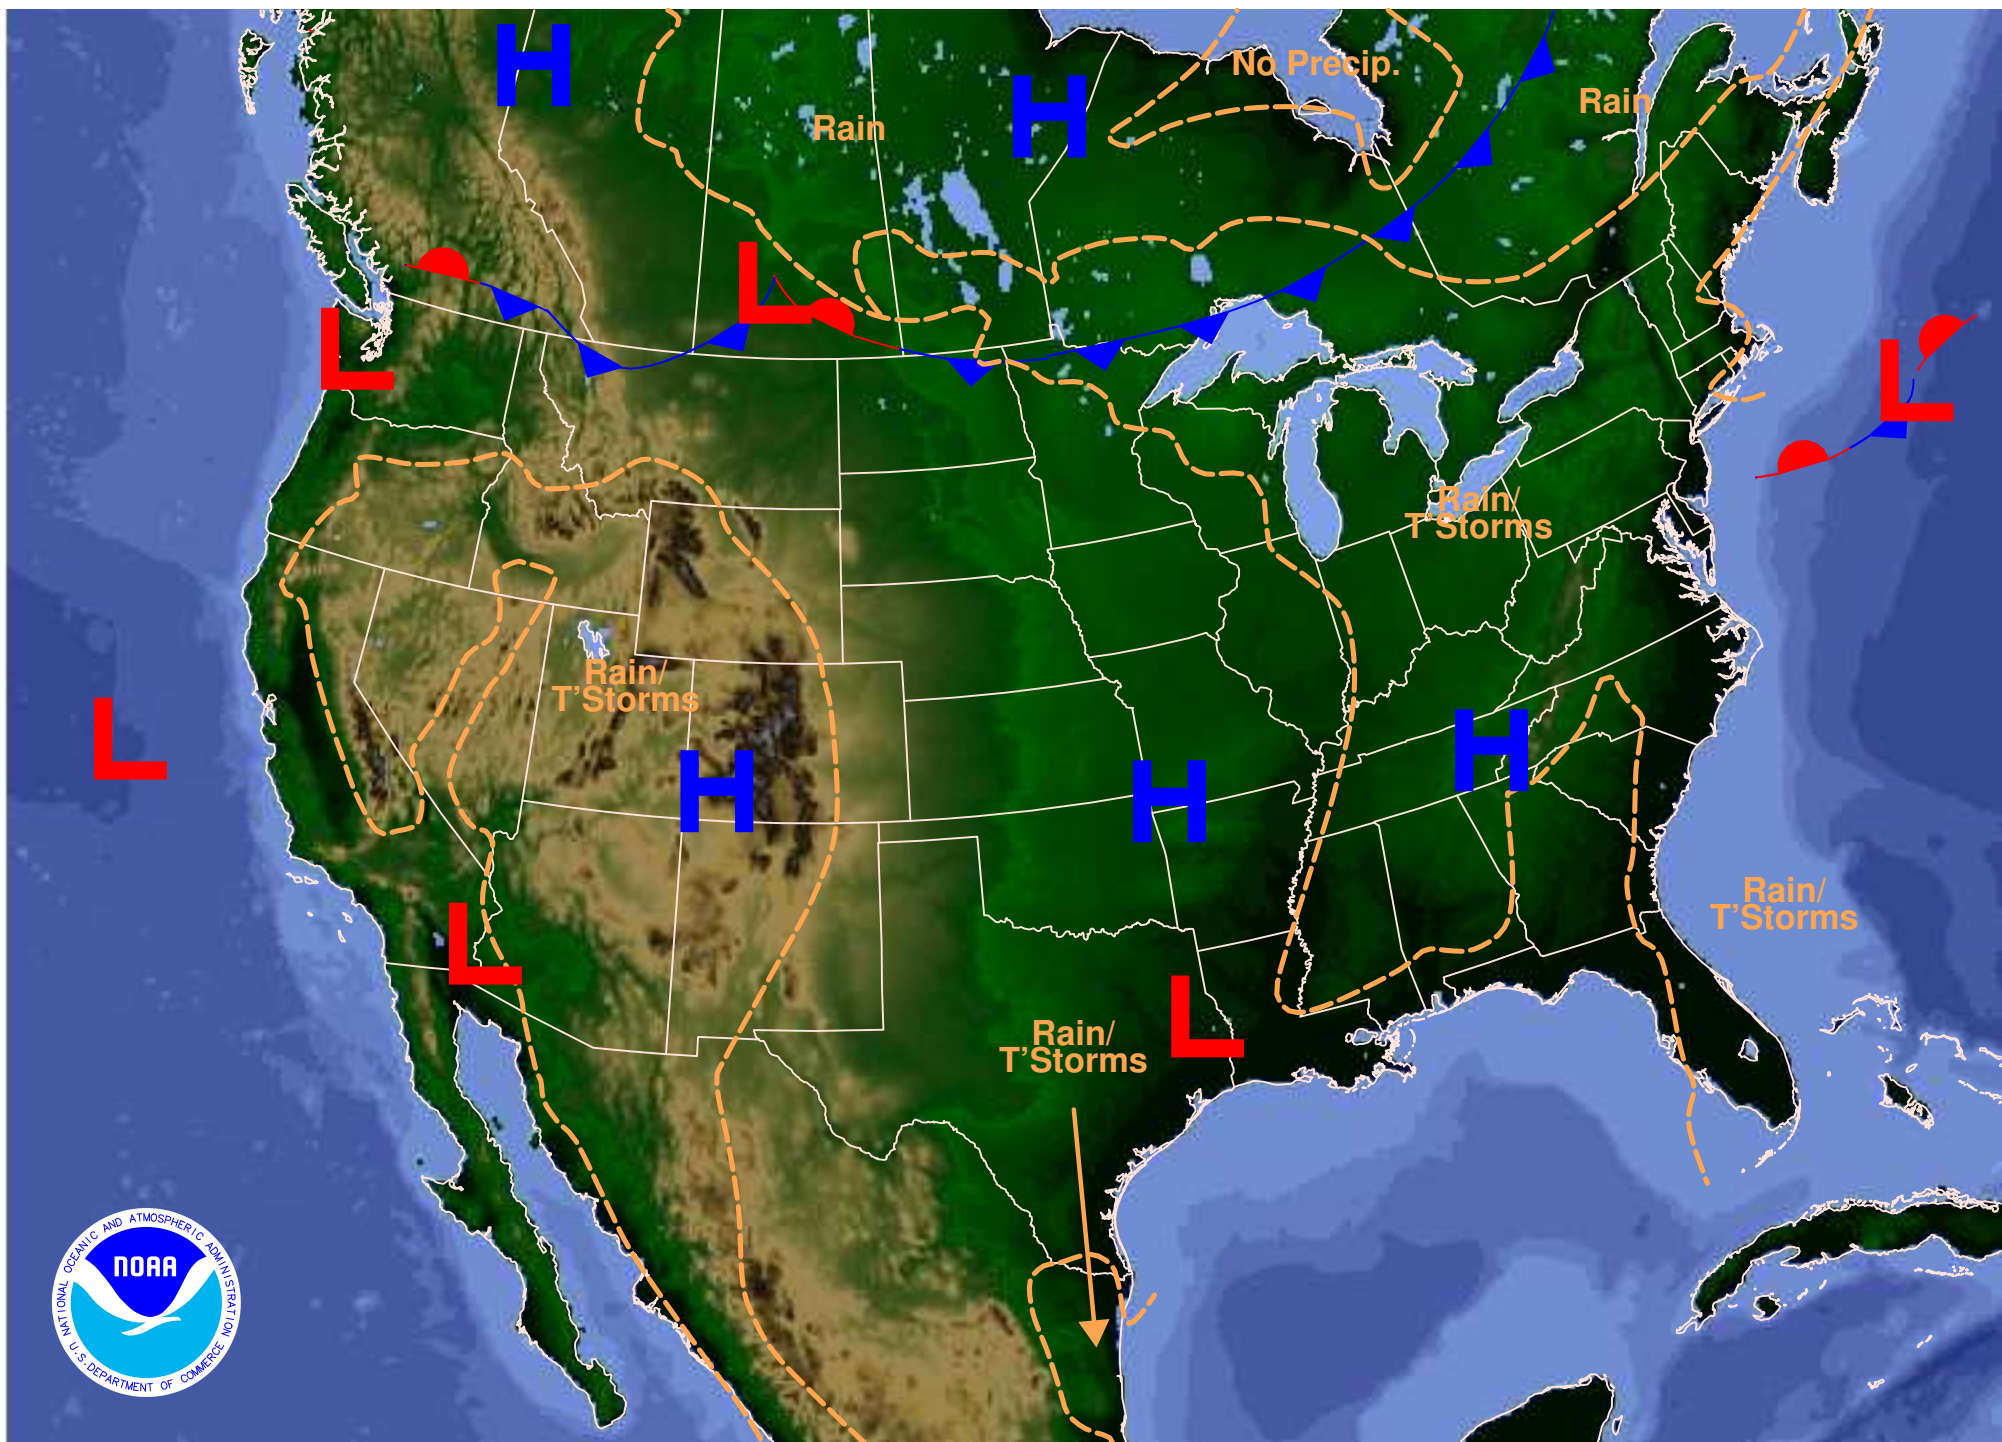 H
H
No Precip.
Rain
Rain
L
L
L
Rain/
T'Storms
Rain/
T'Storms
L
H
H
H
Rain/
T'Storms
L
L
Rain/
T'Storms
NATIONAL OCEANIC AND ATMOSPHERIC ADMINISTRATION
NOAA
U.S. DEPARTMENT OF COMMERCE